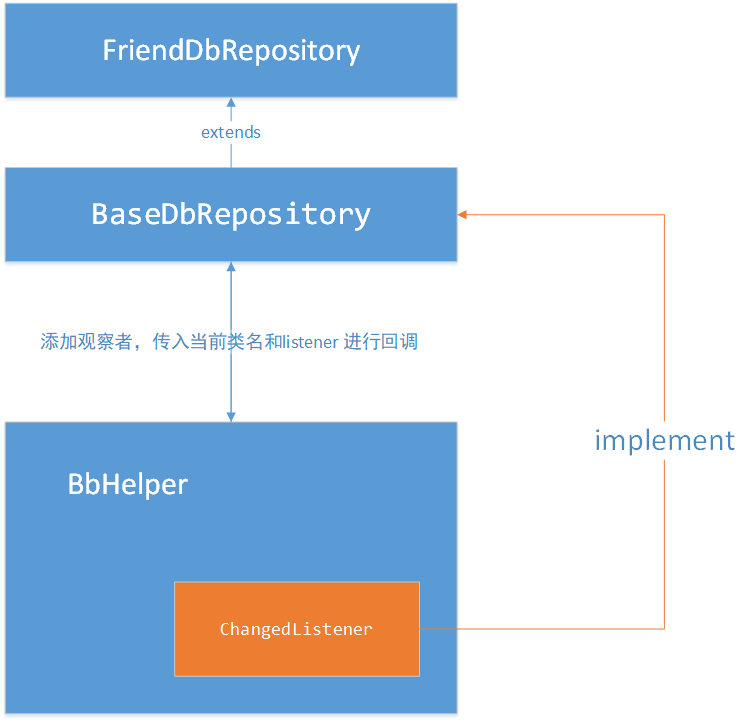 FriendDbRepository
extends
BaseDbRepository
添加观察者，传入当前类名和listener 进行回调
implement
BbHelper
ChangedListener